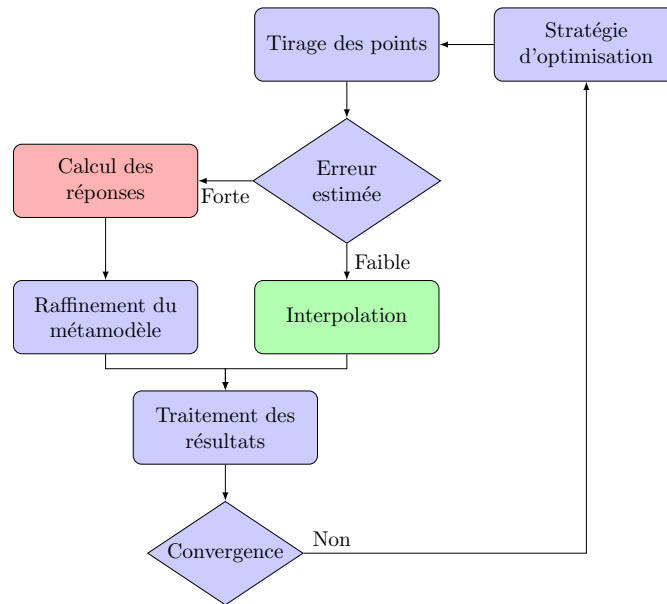 Tirage des points
Stratégie
d'optimisation
Erreur
estimée
Calcul des
réponses
Forte
Faible
Raffinement du
métamodèle
Interpolation
Traitement des
résultats
Convergence
Non